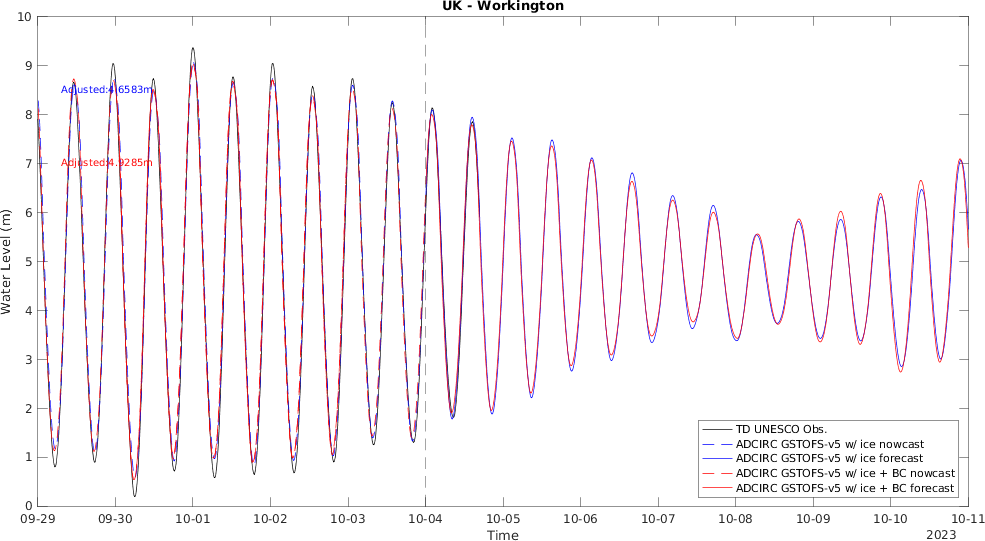 UK - Workington
Water Level (m)
10
9
8
7
6
5
4
3
2
1
0
Adjusted:4.6583m
Adjusted:4.9285m
TD UNESCO Obs.
ADCIRC GSTOFS-v5 w/ ice nowcast
ADCIRC GSTOFS-v5 w/ ice forecast
ADCIRC GSTOFS-v5 w/ ice + BC nowcast
ADCIRC GSTOFS-v5 w/ ice + BC forecast
09-29 09-30 10-01 10-02 10-03 10-04 10-05 10-06 10-07 10-08 10-09 10-10 10-11
Time
2023